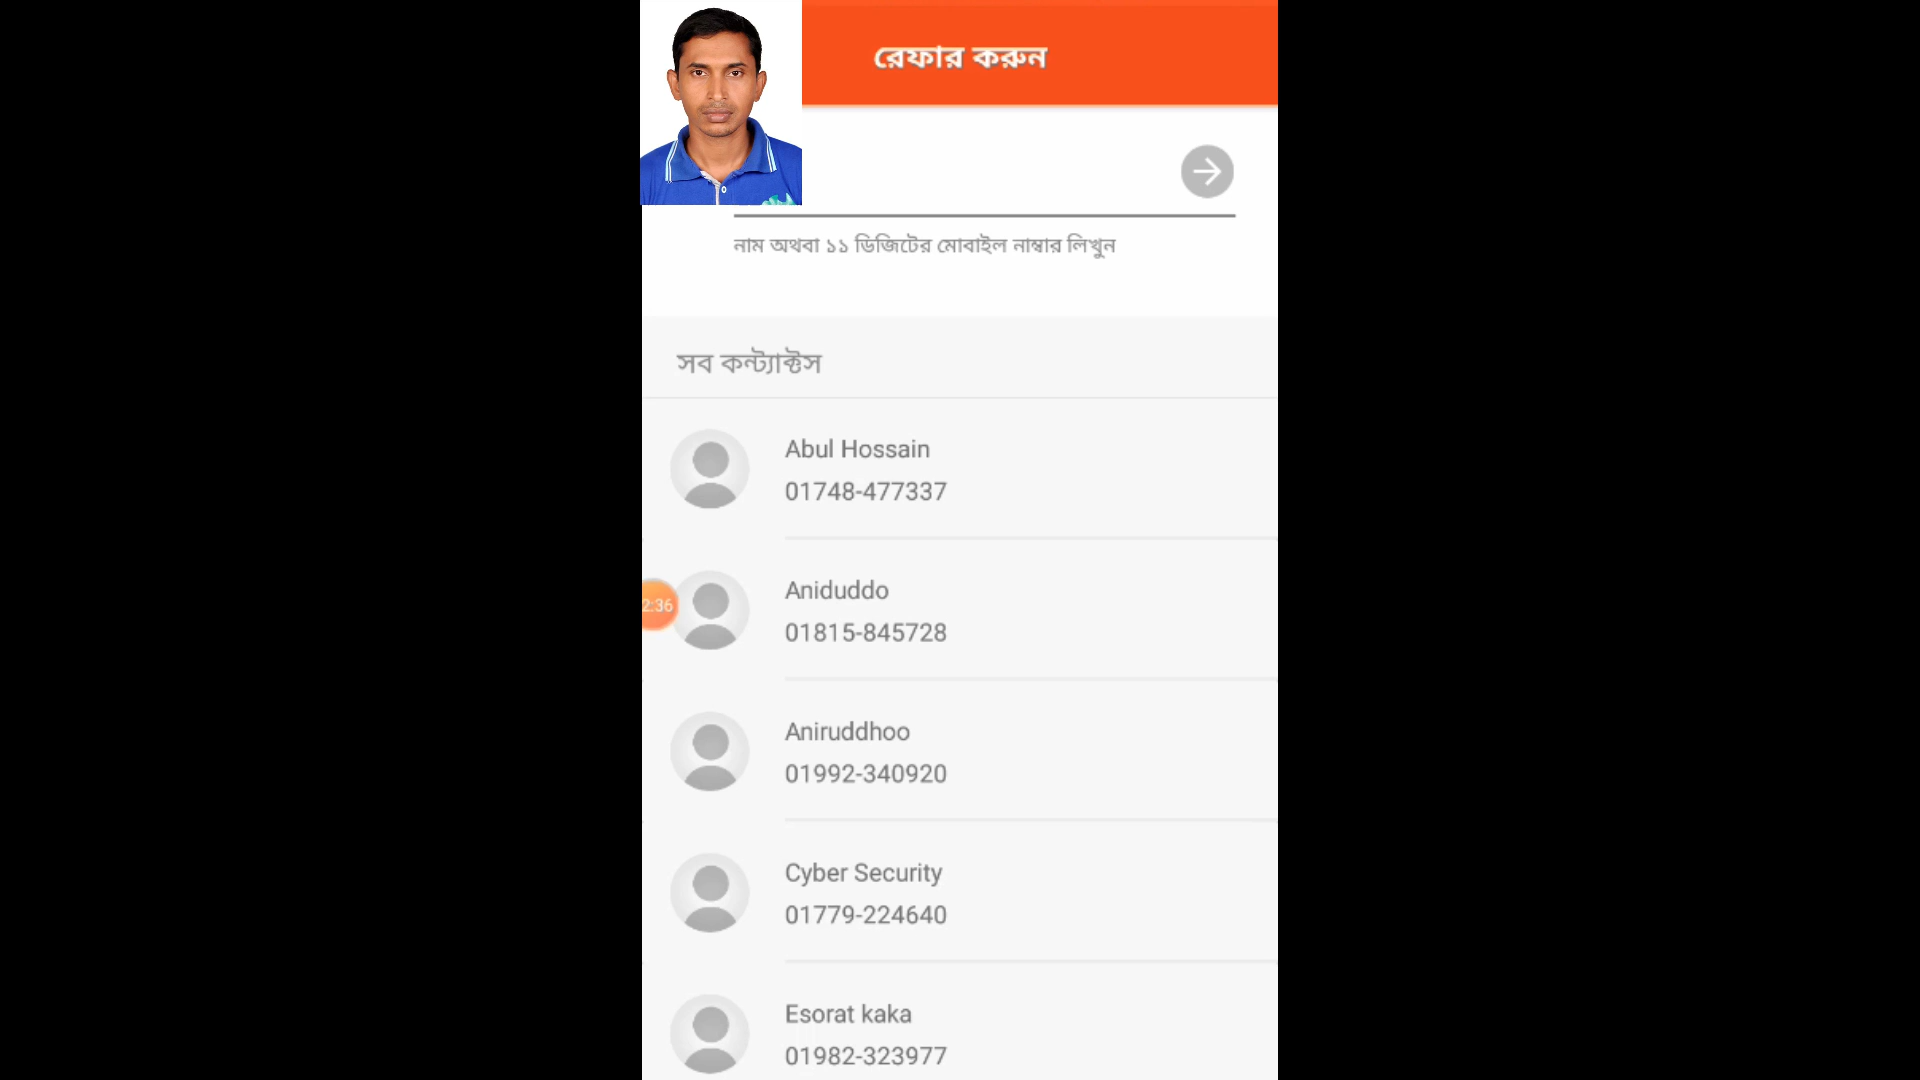 রেফার করুন
নাম অথবা ১১ ডিজিটের মোবাইল নাম্বার লিখুন
সব কন্ট্যাক্টস
Abul Hossain
01748-477337
Aniduddo
2:36
01815-845728
Aniruddhoo
01992-340920
Cyber Security
01779-224640
Esorat kaka
01982-323977